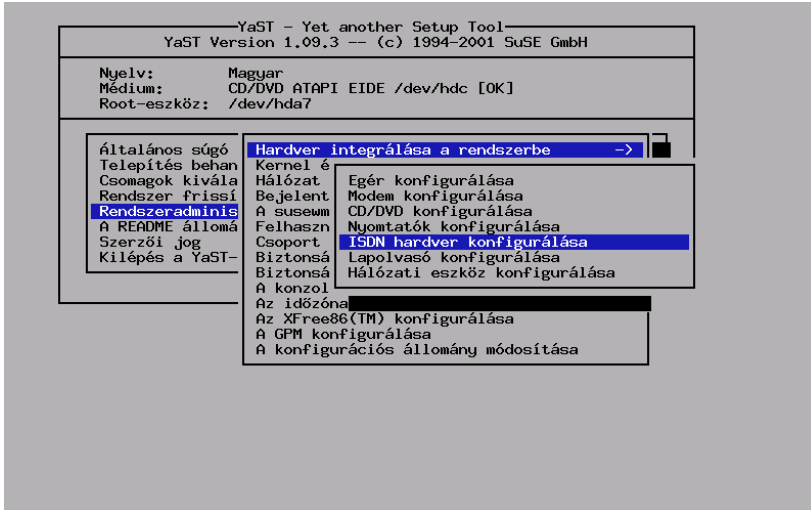 YaST - Yet another Setup Tool
YaST Version 1.09.3 -- (c) 1994-2001 SuSE GmbH
Nyelv: Magyar
Médium: CD/DVD ATAPI EIDE /dev/hdc [OK]
Root-eszköz: /dev/hda7
Általános súgó
Telepítés behan
Csomagok kivála
Rendszer frissí
Rendszeradminis
A README állomá
Szerzői jog
Kilépés a YaST-
Hardver integrálása a rendszerbe ->
Kernel é
Hálózat
Bejelent
A susewm
Felhaszn
Csoport
Biztonsá
Biztonsá
A konzol
Az időzóna
Az XFree86(TM) konfigurálása
A GPM konfigurálása
A konfigurációs állomány módosítása
Egér konfigurálása
Modem konfigurálása
CD/DVD konfigurálása
Nyomtatók konfigurálása
ISDN hardver konfigurálása
Lapolvasó konfigurálása
Hálózati eszköz konfigurálása